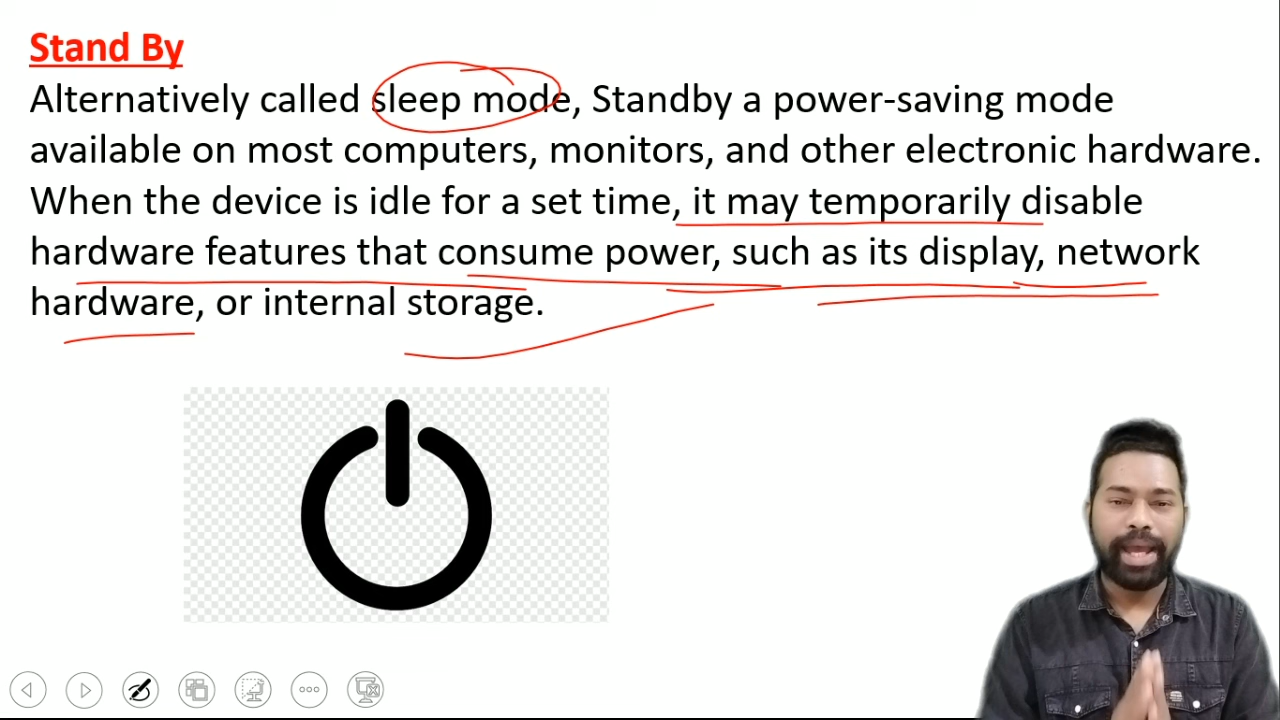 Stand By
Alternatively called sleep mode, Standby a power-saving mode
available on most computers, monitors, and other electronic hardware.
When the device is idle for a set time, it may temporarily disable
hardware features that consume power, such as its display, network
hardware, or internal storage.